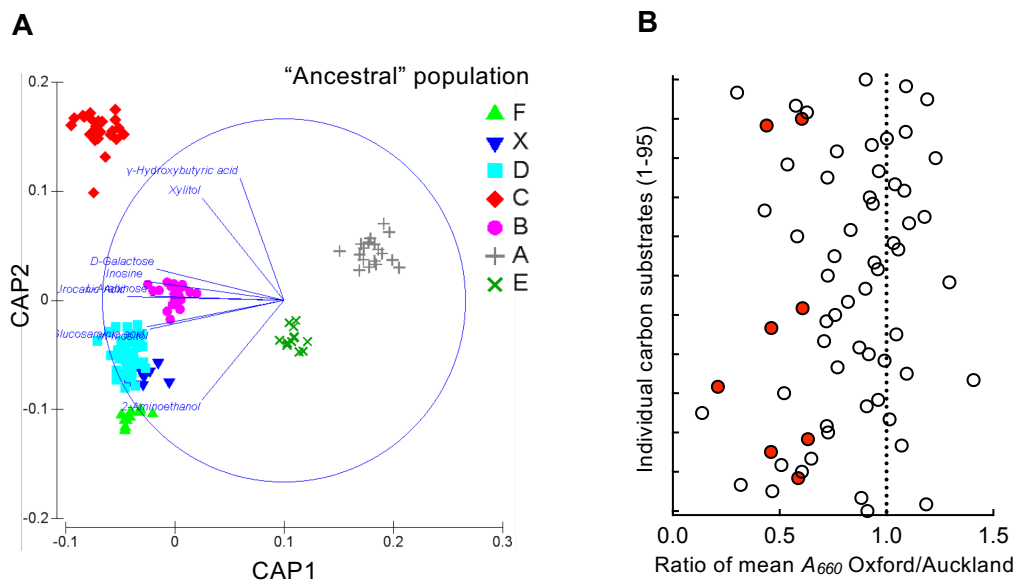 A
B
"Ancestral" population
F
X
D
C
B
A
E
0.2
0.1
0
-0.1
-0.2
CAP2
γ-Hydroxybutyric acid
Xylitol
D-Galactose
Inosine
2-Aminoethanol
-0.1
0
0.1
0.2
0.3
CAP1
Individual carbon substrates (1-95)
0.0
0.5
1.0
1.5
Ratio of mean A660 Oxford/Auckland